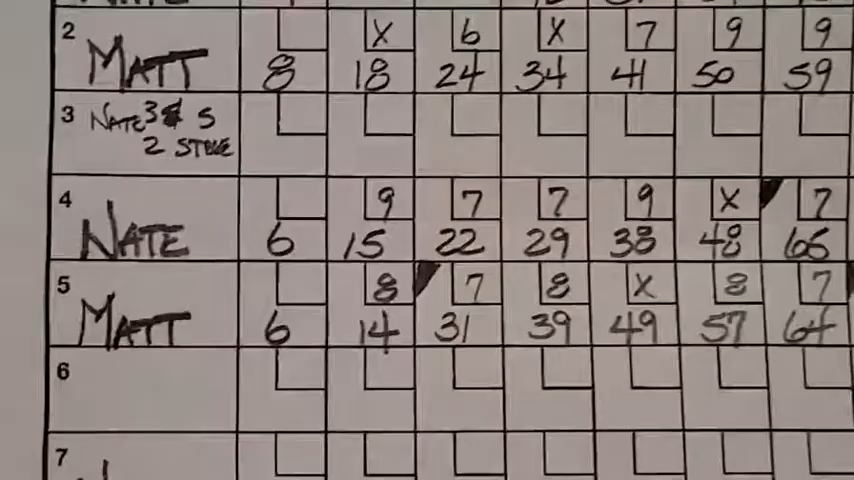 2 X 6 X 7 9 9
MATT 8 18 24 34 41 50 59
3 NATE 3 5
2 STEVE
4 9 7 7 9 X 7
NATE 6 15 22 29 38 48 65
5 8 7 8 X 8 7
MATT 6 14 31 39 49 57 64
6
7